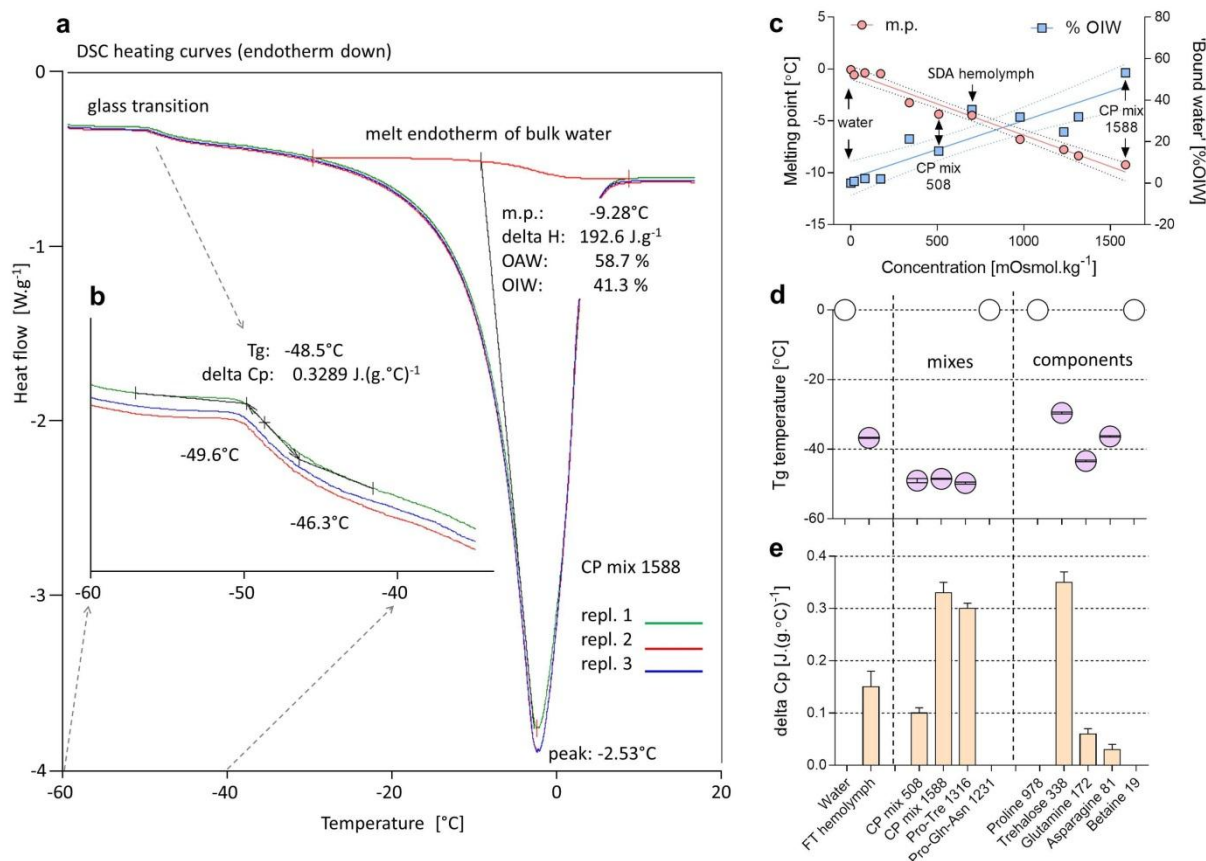 a
DSC heating curves (endotherm down)
0
-1
-2
-3
-4
Heat flow [W.g-1]
glass transition
melt endotherm of bulk water
m.p.: -9.28°C
delta H: 192.6 J.g-1
OAW: 58.7 %
OIW: 41.3 %
b
Tg: -48.5°C
delta Cp: 0.3289 J.(g.°C)-1
-49.6°C
-46.3°C
-60 -50 -40
CP mix 1588
repl. 1
repl. 2
repl. 3
peak: -2.53°C
-60 -40 -20 0 20
Temperature [°C]
c
m.p.
% OIW
5
0
-5
-10
-15
Melting point [°C]
80
60
40
20
0
-20
'Bound water' [%OIW]
SDA hemolymph
water
CP mix
508
CP mix
1588
0 500 1000 1500
Concentration [mOsmol.kg-1]
d
0
-20
-40
-60
Tg temperature [°C]
mixes
components
e
0.4
0.3
0.2
0.1
0.0
delta Cp [J.(g.°C)-1]
Water
FT hemolymph
CP mix 508
CP mix 1588
Pro-Tre 1316
Pro-Gln-Asn 1231
Proline 978
Trehalose 338
Glutamine 172
Asparagine 81
Betaine 19